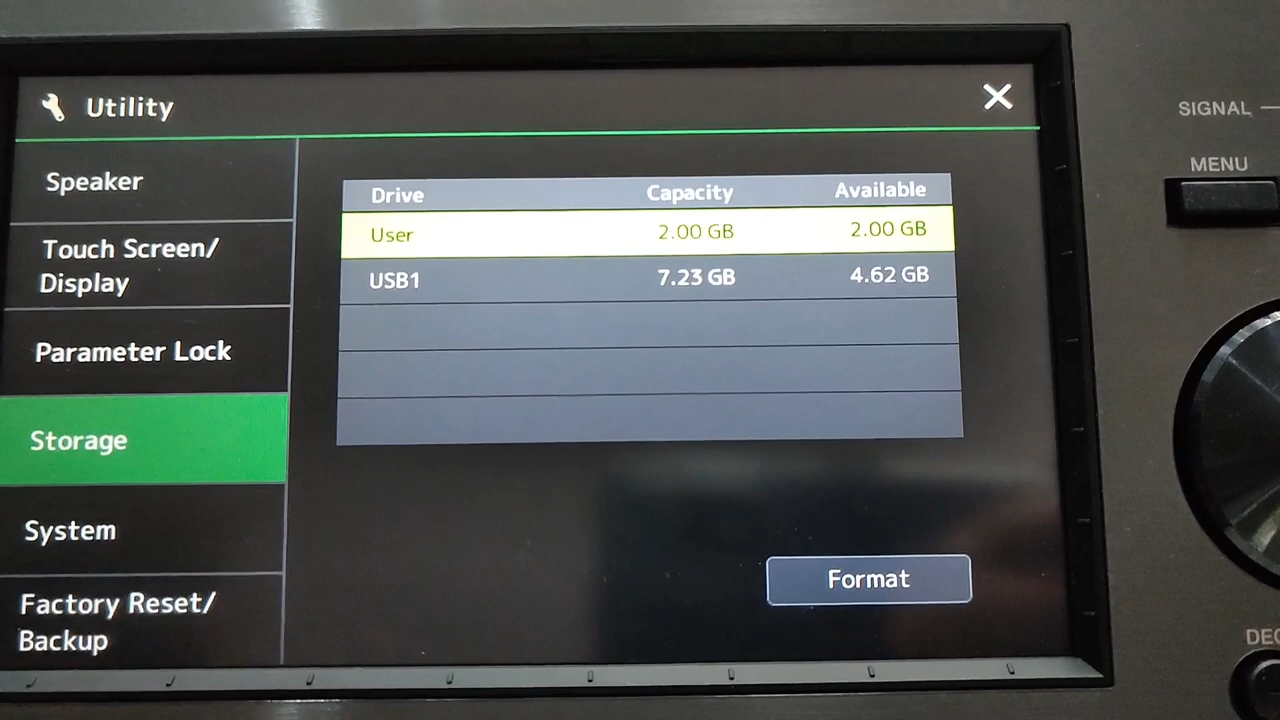 Utility
SIGNAL
MENU
Speaker
Touch Screen/
Display
Parameter Lock
Storage
System
Factory Reset/
Backup
Drive Capacity Available
User 2.00 GB 2.00 GB
USB1 7.23 GB 4.62 GB
Format